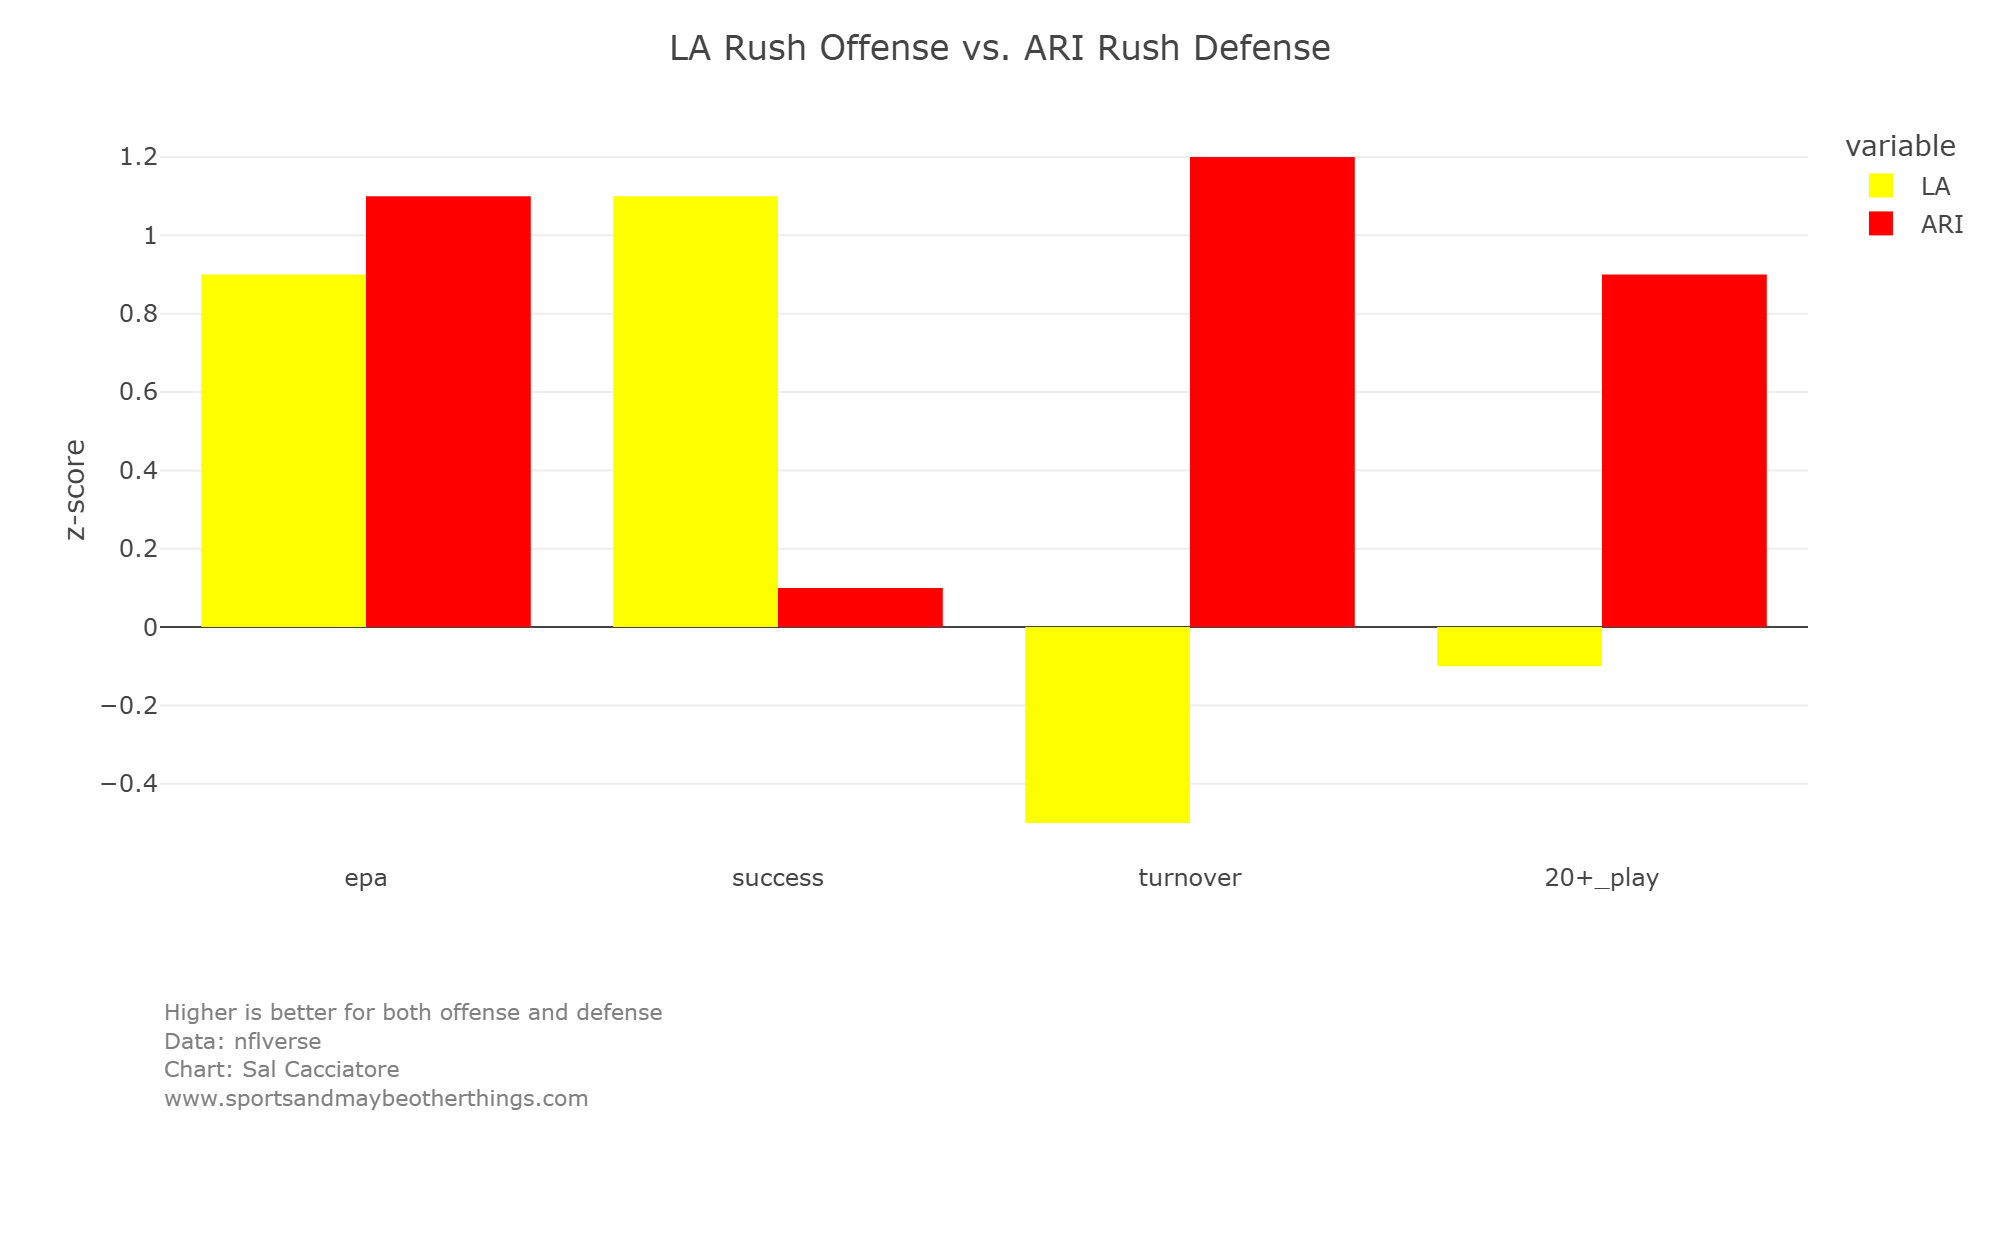 LA Rush Offense vs. ARI Rush Defense
variable
LA
ARI
z-score
1.2
1
0.8
0.6
0.4
0.2
0
−0.2
−0.4
epa
success
turnover
20+_play
Higher is better for both offense and defense
Data: nflverse
Chart: Sal Cacciatore
www.sportsandmaybeotherthings.com